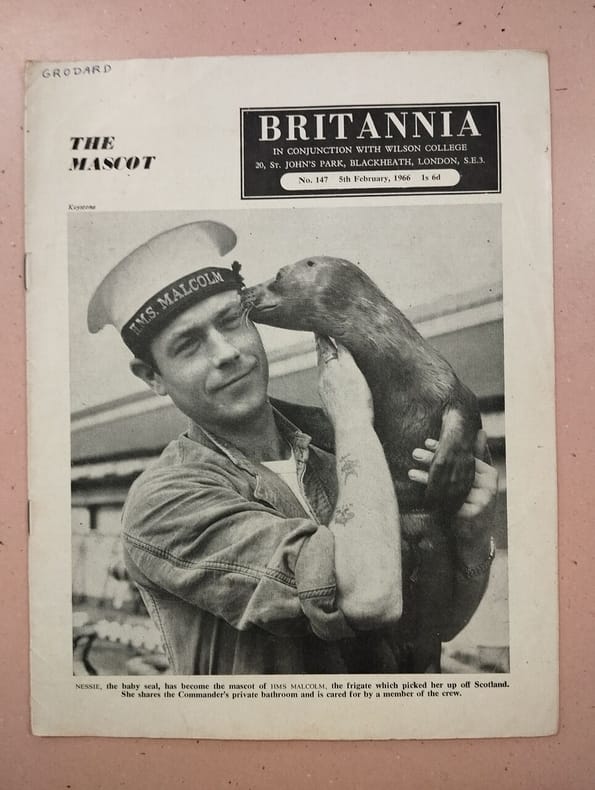 GRODARD
THE
MASCOT
BRITANNIA
IN CONJUNCTION WITH WILSON COLLEGE
20, ST. JOHN'S PARK, BLACKHEATH, LONDON, S.E.3.
No. 147 5th February, 1966 1s 6d
Keystone
H.M.S. MALCOLM
NESSIE, the baby seal, has become the mascot of HMS MALCOLM, the frigate which picked her up off Scotland.
She shares the Commander's private bathroom and is cared for by a member of the crew.